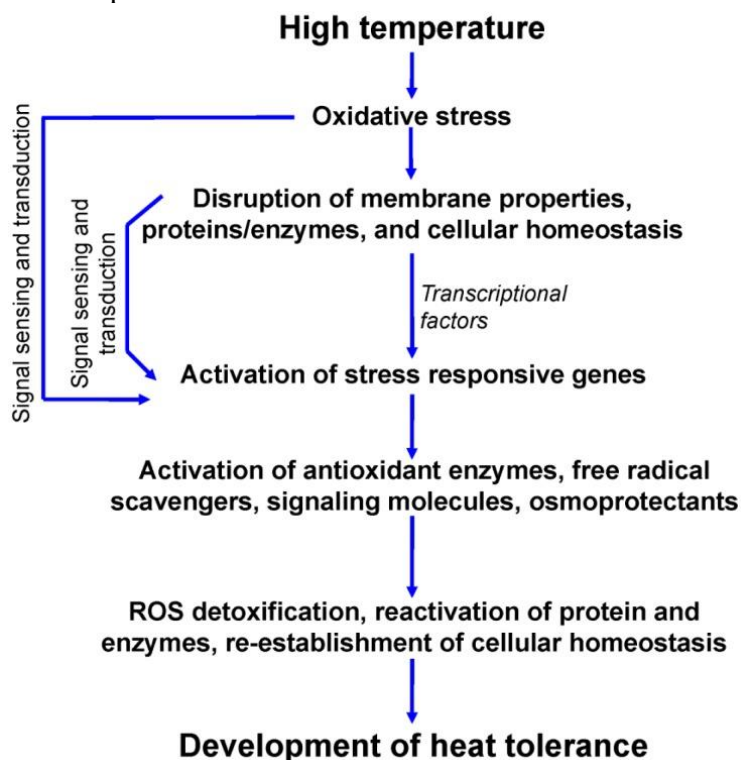 High temperature
Oxidative stress
Signal sensing and transduction
Disruption of membrane properties,
proteins/enzymes, and cellular homeostasis
Signal sensing and
transduction
Transcriptional
factors
Activation of stress responsive genes
Activation of antioxidant enzymes, free radical
scavengers, signaling molecules, osmoprotectants
ROS detoxification, reactivation of protein and
enzymes, re-establishment of cellular homeostasis
Development of heat tolerance